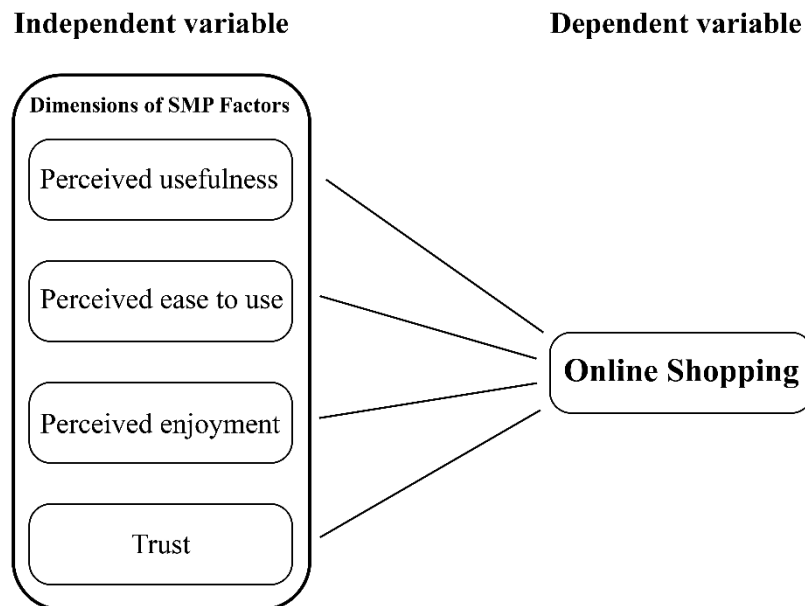 Independent variable
Dependent variable
Dimensions of SMP Factors
Perceived usefulness
Perceived ease to use
Perceived enjoyment
Trust
Online Shopping